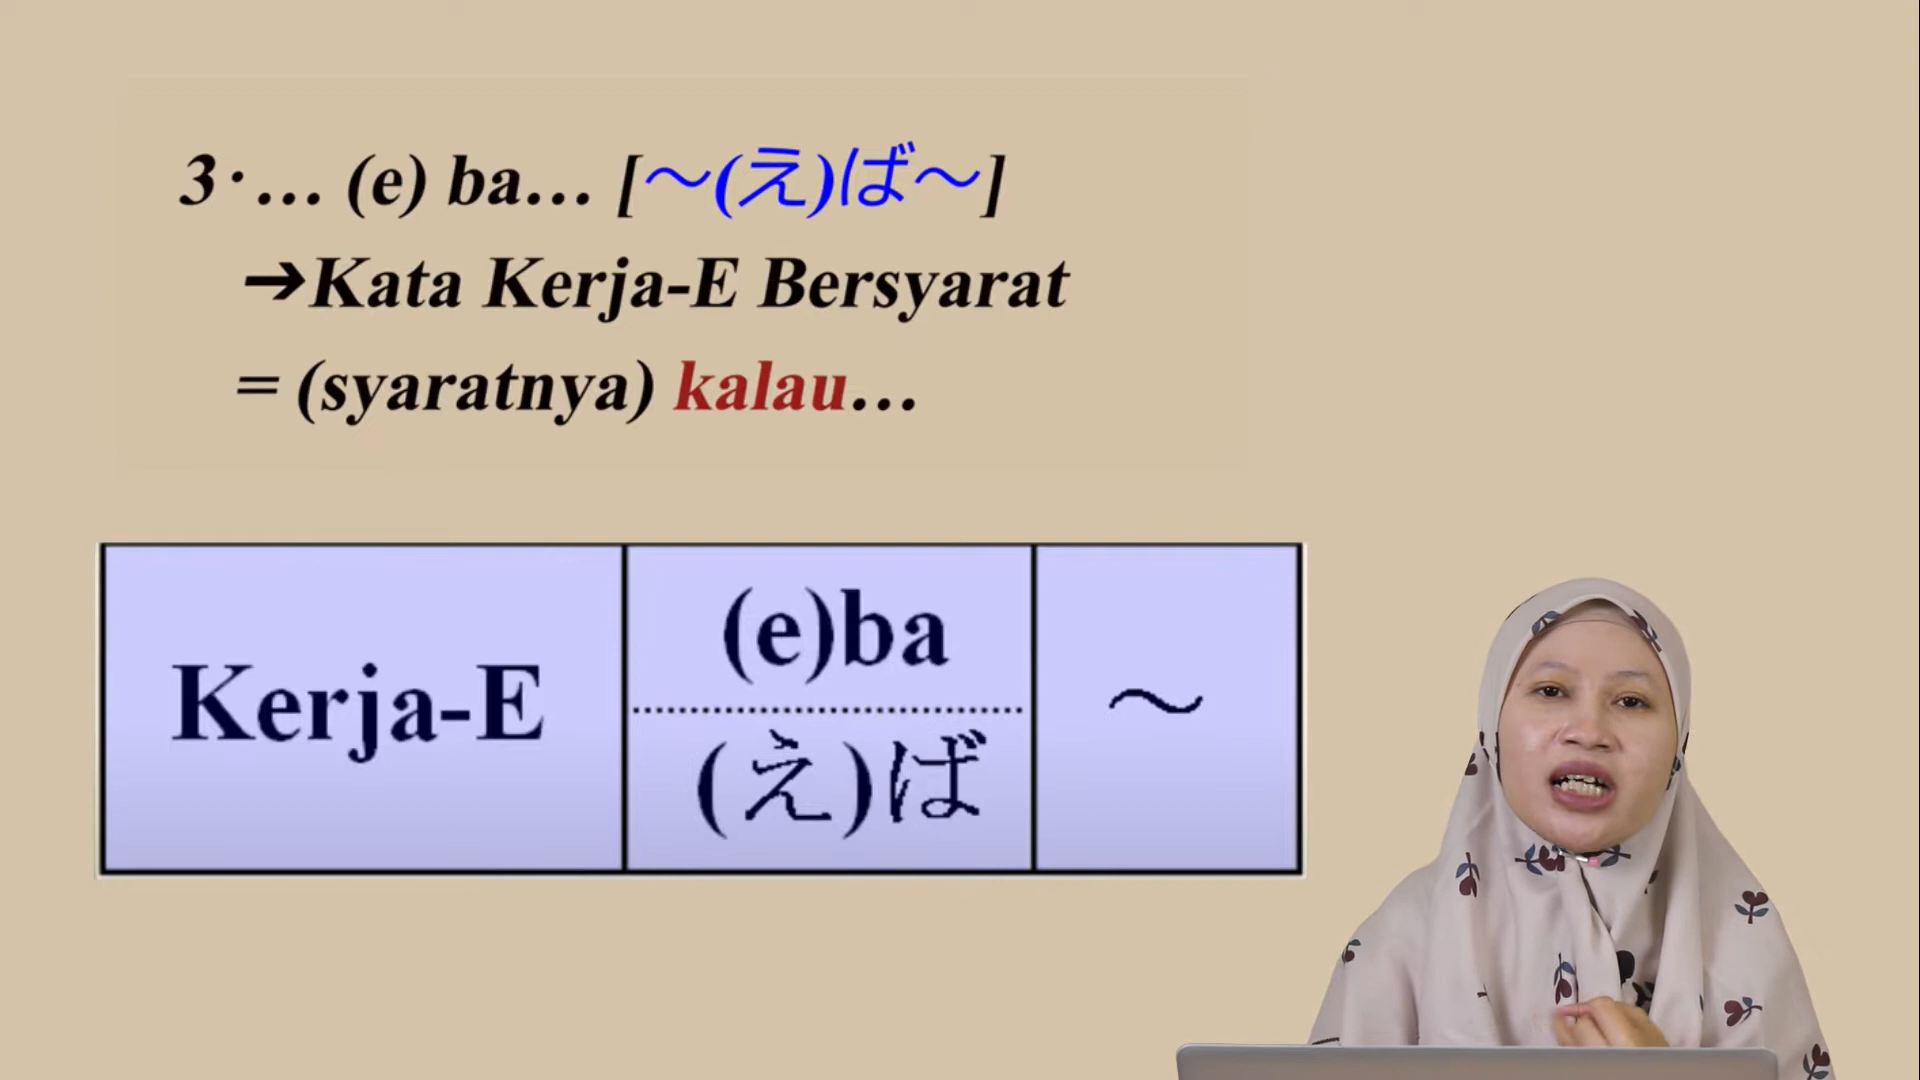 3･… (e) ba… [～(え)ば～]
➔Kata Kerja-E Bersyarat
= (syaratnya) kalau…
Kerja-E
(e)ba
(え)ば
～